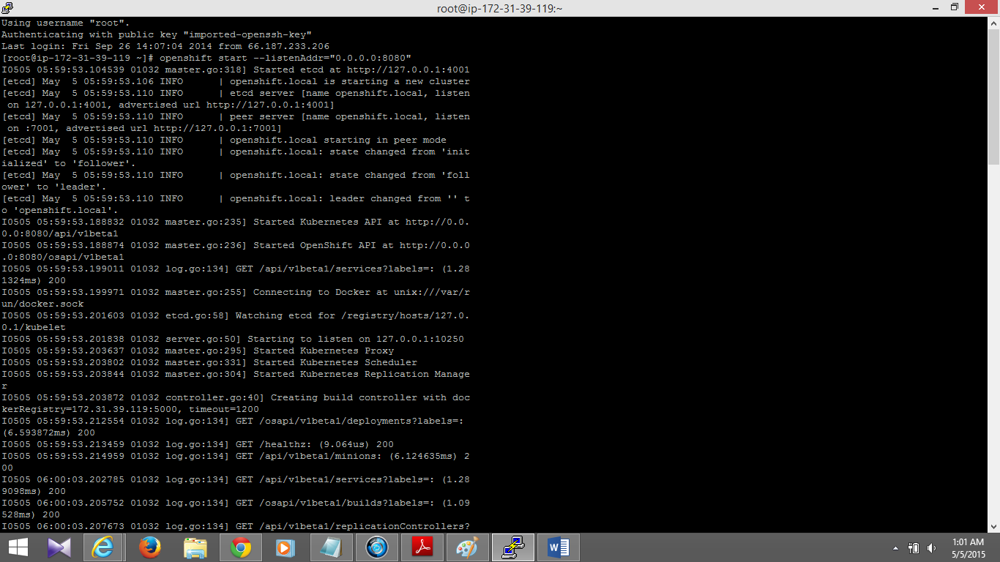 root@ip-172-31-39-119:~
Using username "root".
Authenticating with public key "imported-openssh-key"
Last login: Fri Sep 26 14:07:04 2014 from 66.187.233.206
[root@ip-172-31-39-119 ~]# openshift start --listenAddr="0.0.0.0:8080"
I0505 05:59:53.104539 01032 master.go:318] Started etcd at http://127.0.0.1:4001
[etcd] May  5 05:59:53.106 INFO      | openshift.local is starting a new cluster
[etcd] May  5 05:59:53.110 INFO      | etcd server [name openshift.local, listen
 on 127.0.0.1:4001, advertised url http://127.0.0.1:4001]
[etcd] May  5 05:59:53.110 INFO      | peer server [name openshift.local, listen
 on :7001, advertised url http://127.0.0.1:7001]
[etcd] May  5 05:59:53.110 INFO      | openshift.local starting in peer mode
[etcd] May  5 05:59:53.110 INFO      | openshift.local: state changed from 'init
ialized' to 'follower'.
[etcd] May  5 05:59:53.110 INFO      | openshift.local: state changed from 'foll
ower' to 'leader'.
[etcd] May  5 05:59:53.110 INFO      | openshift.local: leader changed from '' t
o 'openshift.local'.
I0505 05:59:53.188832 01032 master.go:235] Started Kubernetes API at http://0.0.
0.0:8080/api/v1beta1
I0505 05:59:53.188874 01032 master.go:236] Started OpenShift API at http://0.0.0
.0:8080/osapi/v1beta1
I0505 05:59:53.199011 01032 log.go:134] GET /api/v1beta1/services?labels=: (1.28
1324ms) 200
I0505 05:59:53.199971 01032 master.go:255] Connecting to Docker at unix:///var/r
un/docker.sock
I0505 05:59:53.201603 01032 etcd.go:58] Watching etcd for /registry/hosts/127.0.
0.1/kubelet
I0505 05:59:53.201838 01032 server.go:50] Starting to listen on 127.0.0.1:10250
I0505 05:59:53.203637 01032 master.go:295] Started Kubernetes Proxy
I0505 05:59:53.203802 01032 master.go:331] Started Kubernetes Scheduler
I0505 05:59:53.203844 01032 master.go:304] Started Kubernetes Replication Manage
r
I0505 05:59:53.203872 01032 controller.go:40] Creating build controller with doc
kerRegistry=172.31.39.119:5000, timeout=1200
I0505 05:59:53.212554 01032 log.go:134] GET /osapi/v1beta1/deployments?labels=:
(6.593872ms) 200
I0505 05:59:53.213459 01032 log.go:134] GET /healthz: (9.064us) 200
I0505 05:59:53.214959 01032 log.go:134] GET /api/v1beta1/minions: (6.124635ms) 2
00
I0505 06:00:03.202785 01032 log.go:134] GET /api/v1beta1/services?labels=: (1.28
9098ms) 200
I0505 06:00:03.205752 01032 log.go:134] GET /osapi/v1beta1/builds?labels=: (1.09
528ms) 200
I0505 06:00:03.207673 01032 log.go:134] GET /api/v1beta1/replicationControllers?
1:01 AM
5/5/2015